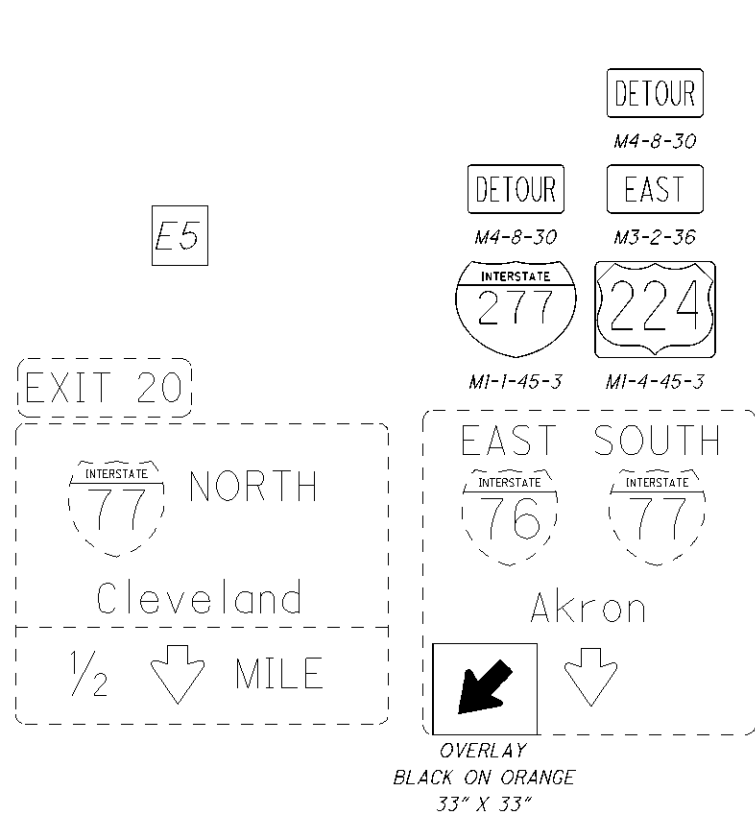 DETOUR
M4-8-30
DETOUR
EAST
M4-8-30
M3-2-36
E5
INTERSTATE
277
224
M1-1-45-3
M1-4-45-3
EXIT 20
INTERSTATE
77
NORTH
Cleveland
1/2 MILE
EAST SOUTH
INTERSTATE
76
INTERSTATE
77
Akron
OVERLAY
BLACK ON ORANGE
33" X 33"